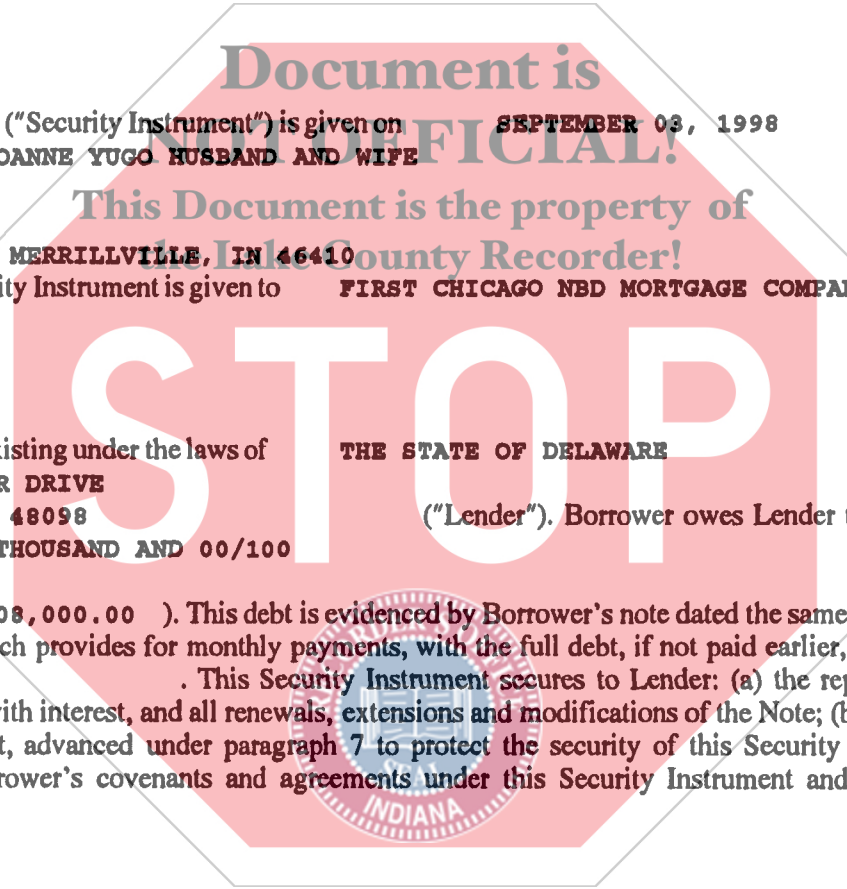 Document is
("Security Instrument") is given on SEPTEMBER 03, 1998
NOT OFFICIAL!
OANNE YUGO HUSBAND AND WIFE
This Document is the property of
MERRILLVILLE, IN 46410
the Lake County Recorder!
ity Instrument is given to FIRST CHICAGO NBD MORTGAGE COMPA
STOP
isting under the laws of THE STATE OF DELAWARE
R DRIVE
48098 ("Lender"). Borrower owes Lender t
THOUSAND AND 00/100
08,000.00 ). This debt is evidenced by Borrower's note dated the same
ch provides for monthly payments, with the full debt, if not paid earlier,
. This Security Instrument secures to Lender: (a) the rep
ith interest, and all renewals, extensions and modifications of the Note; (b
t, advanced under paragraph 7 to protect the security of this Security
rower's covenants and agreements under this Security Instrument and
SEAL
INDIANA